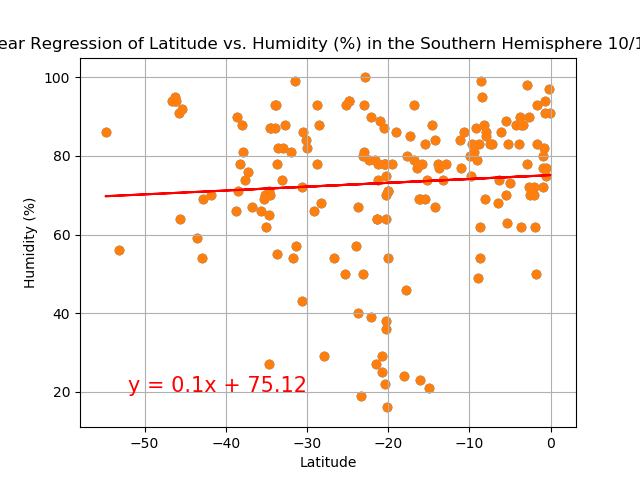 ear Regression of Latitude vs. Humidity (%) in the Southern Hemisphere 10/1
100
80
60
40
20
Humidity (%)
y = 0.1x + 75.12
−50
−40
−30
−20
−10
0
Latitude